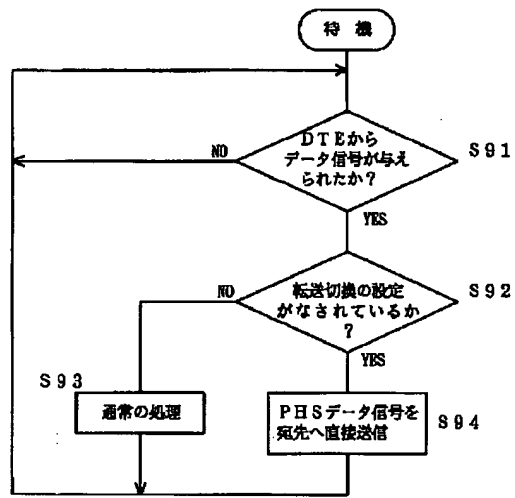 待 機
DTEから
データ信号が与え
られたか？
S91
NO
YES
転送切換の設定
がなされているか
？
S92
NO
YES
S93
通常の処理
PHSデータ信号を
宛先へ直接送信
S94